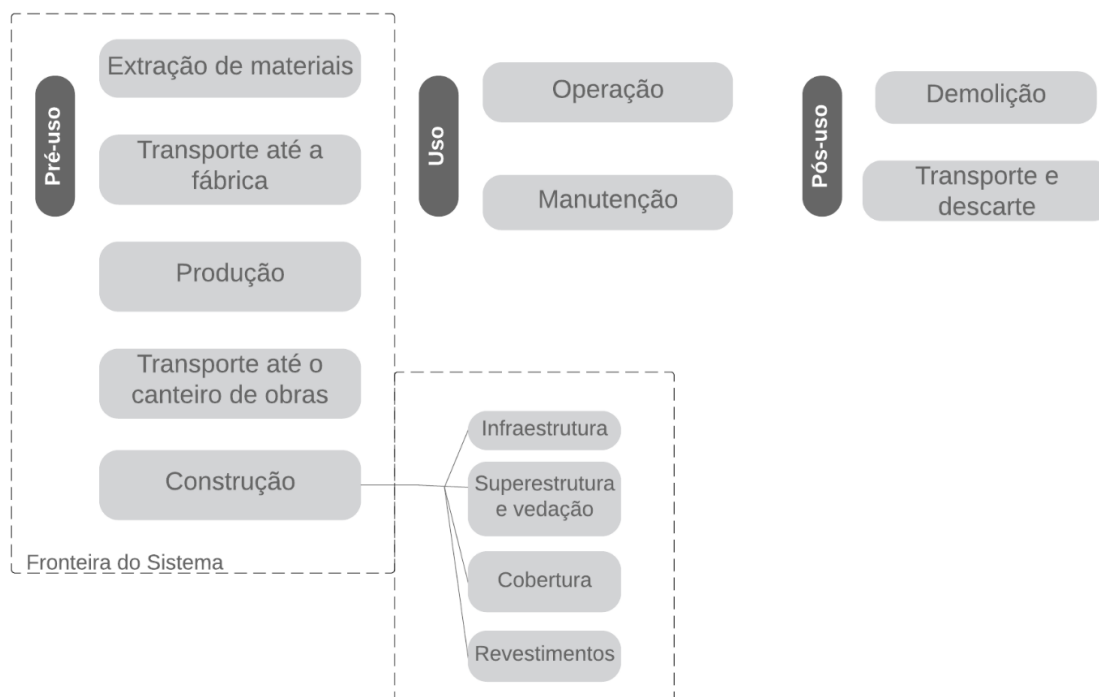 Pré-uso
Extração de materiais
Transporte até a
fábrica
Produção
Transporte até o
canteiro de obras
Construção
Fronteira do Sistema
Infraestrutura
Superestrutura
e vedação
Cobertura
Revestimentos
Uso
Operação
Manutenção
Pós-uso
Demolição
Transporte e
descarte